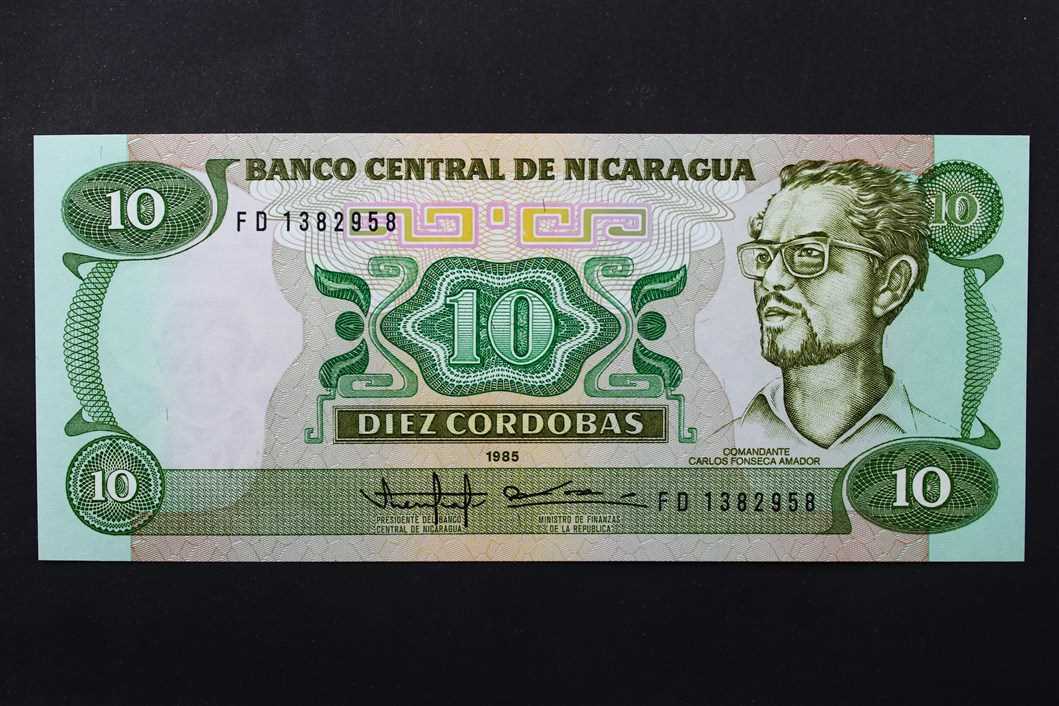 BANCO CENTRAL DE NICARAGUA
10
10
FD 1382958
10
DIEZ CORDOBAS
1985
COMANDANTE
CARLOS FONSECA AMADOR
10
10
FD 1382958
PRESIDENTE DEL BANCO
CENTRAL DE NICARAGUA
MINISTRO DE FINANZAS
DE LA REPUBLICA